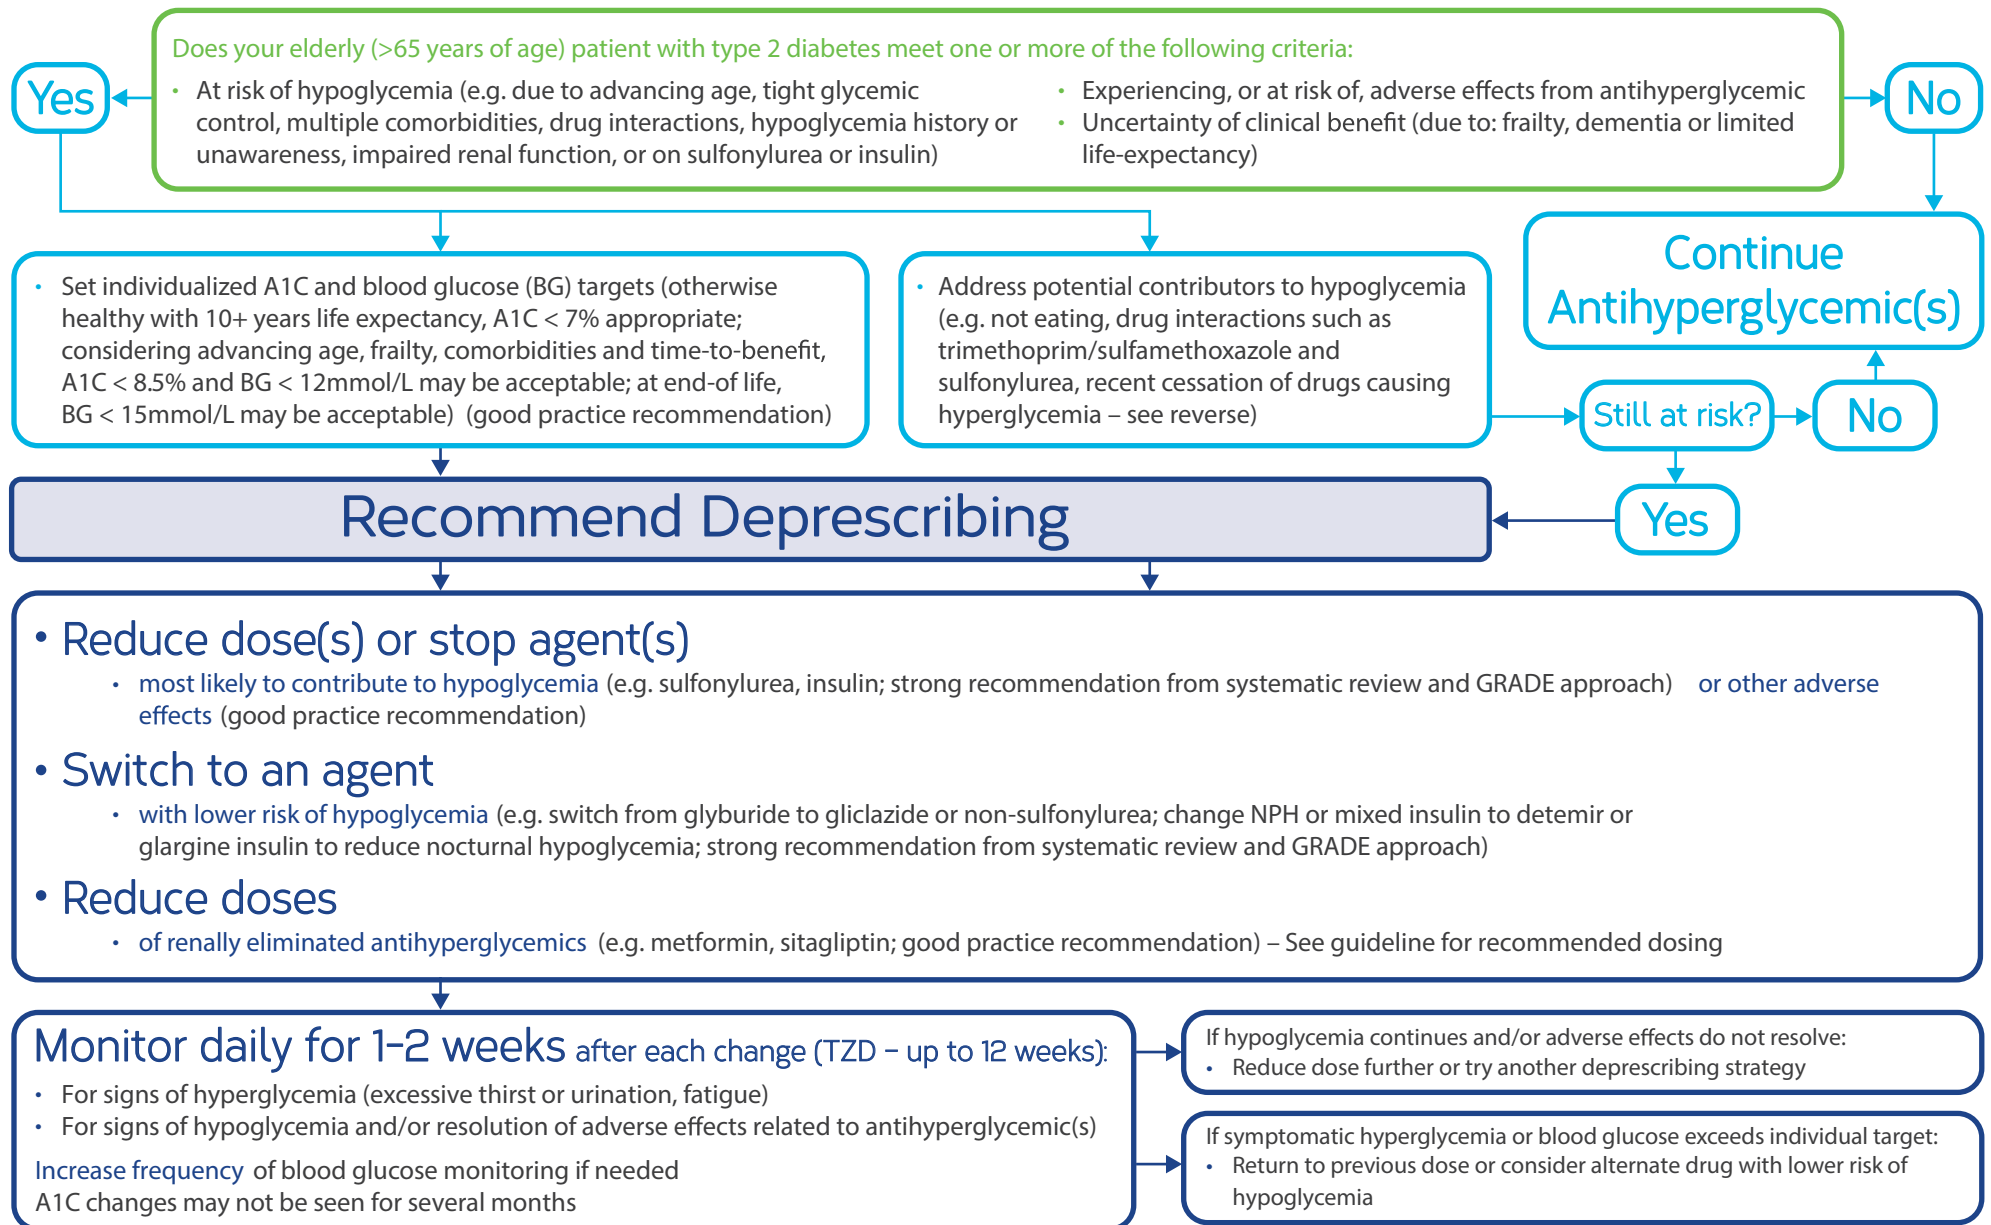 Does your elderly (>65 years of age) patient with type 2 diabetes meet one or more of the following criteria:
Yes
• At risk of hypoglycemia (e.g. due to advancing age, tight glycemic
control, multiple comorbidities, drug interactions, hypoglycemia history or
unawareness, impaired renal function, or on sulfonylurea or insulin)
• Experiencing, or at risk of, adverse effects from antihyperglycemic
• Uncertainty of clinical benefit (due to: frailty, dementia or limited
life-expectancy)
No
• Set individualized A1C and blood glucose (BG) targets (otherwise
healthy with 10+ years life expectancy, A1C < 7% appropriate;
considering advancing age, frailty, comorbidities and time-to-benefit,
A1C < 8.5% and BG < 12mmol/L may be acceptable; at end-of life,
BG < 15mmol/L may be acceptable) (good practice recommendation)
• Address potential contributors to hypoglycemia
(e.g. not eating, drug interactions such as
trimethoprim/sulfamethoxazole and
sulfonylurea, recent cessation of drugs causing
hyperglycemia – see reverse)
Continue
Antihyperglycemic(s)
Still at risk?
No
Yes
Recommend Deprescribing
• Reduce dose(s) or stop agent(s)
• most likely to contribute to hypoglycemia (e.g. sulfonylurea, insulin; strong recommendation from systematic review and GRADE approach) or other adverse
effects (good practice recommendation)
• Switch to an agent
• with lower risk of hypoglycemia (e.g. switch from glyburide to gliclazide or non-sulfonylurea; change NPH or mixed insulin to detemir or
glargine insulin to reduce nocturnal hypoglycemia; strong recommendation from systematic review and GRADE approach)
• Reduce doses
• of renally eliminated antihyperglycemics (e.g. metformin, sitagliptin; good practice recommendation) – See guideline for recommended dosing
Monitor daily for 1-2 weeks after each change (TZD – up to 12 weeks):
• For signs of hyperglycemia (excessive thirst or urination, fatigue)
• For signs of hypoglycemia and/or resolution of adverse effects related to antihyperglycemic(s)
Increase frequency of blood glucose monitoring if needed
A1C changes may not be seen for several months
If hypoglycemia continues and/or adverse effects do not resolve:
• Reduce dose further or try another deprescribing strategy
If symptomatic hyperglycemia or blood glucose exceeds individual target:
• Return to previous dose or consider alternate drug with lower risk of
hypoglycemia